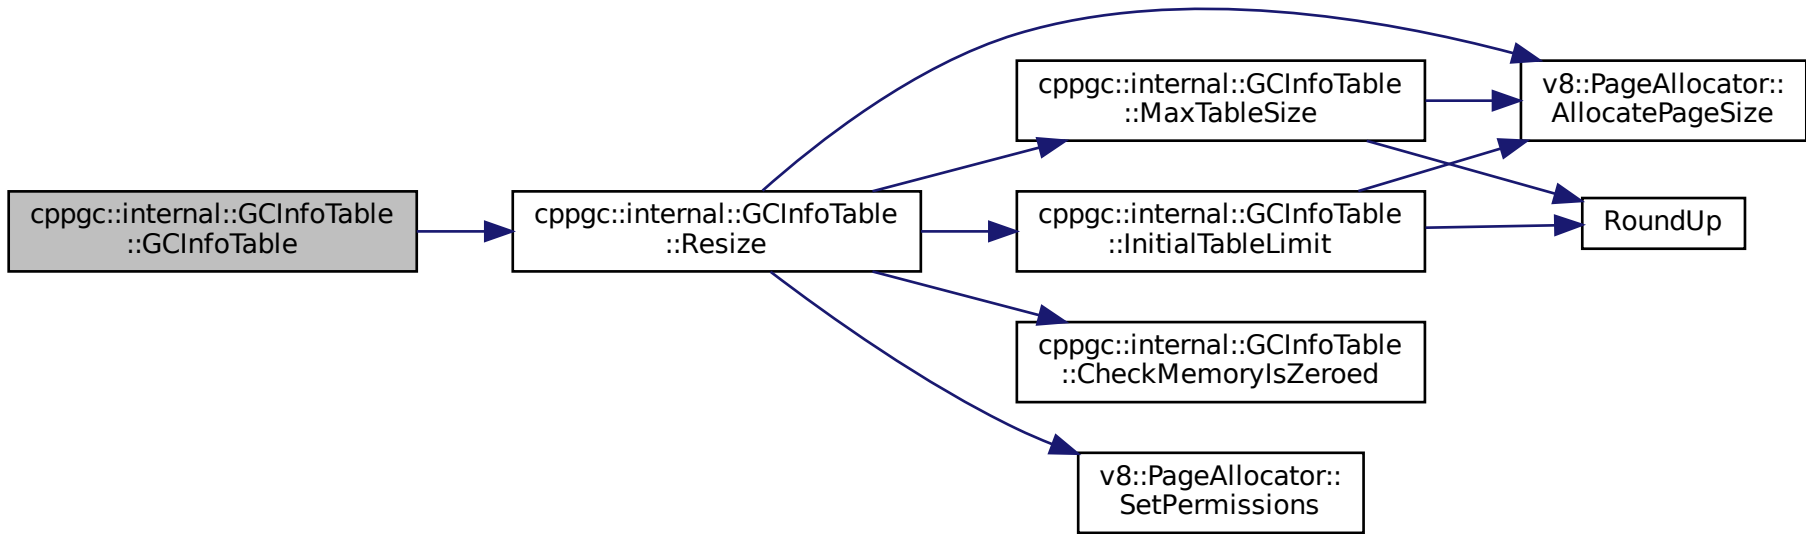 cppgc::internal::GCInfoTable
::GCInfoTable
cppgc::internal::GCInfoTable
::Resize
cppgc::internal::GCInfoTable
::MaxTableSize
cppgc::internal::GCInfoTable
::InitialTableLimit
cppgc::internal::GCInfoTable
::CheckMemoryIsZeroed
v8::PageAllocator::
SetPermissions
v8::PageAllocator::
AllocatePageSize
RoundUp